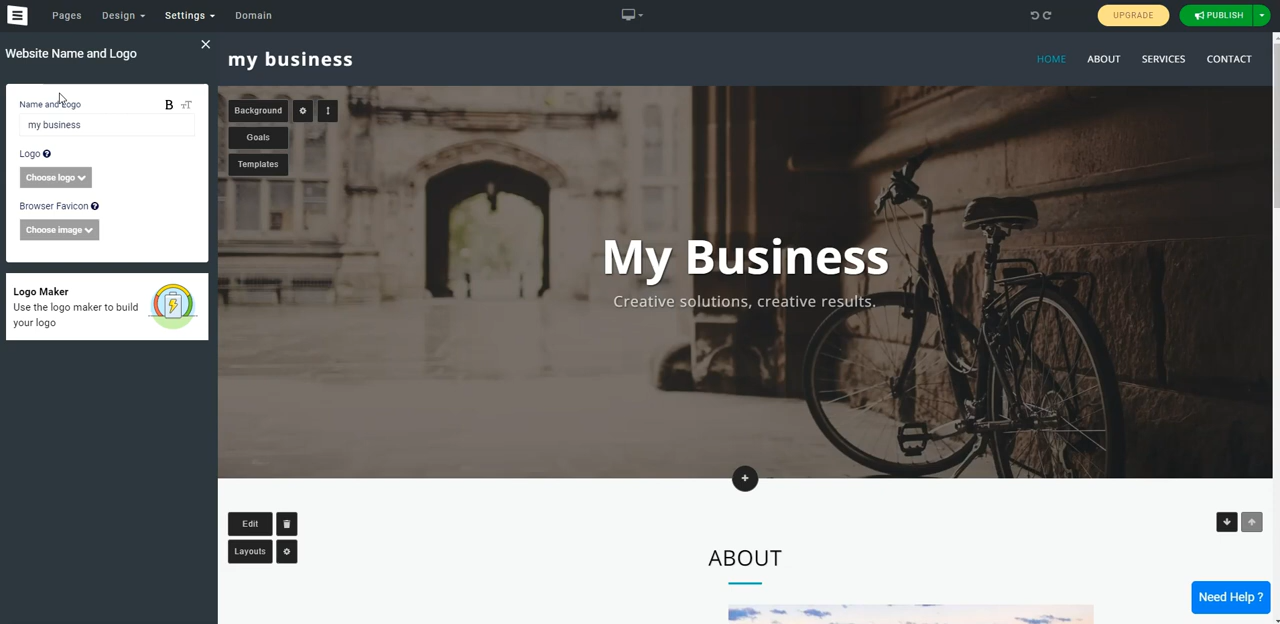 Pages
Design
Settings
Domain
UPGRADE
PUBLISH
Website Name and Logo
Name and Logo
B
TT
my business
Logo
Choose logo
Browser Favicon
Choose image
Logo Maker
Use the logo maker to build
your logo
my business
HOME
ABOUT
SERVICES
CONTACT
Background
Goals
Templates
My Business
Creative solutions, creative results.
Edit
Layouts
ABOUT
Need Help ?